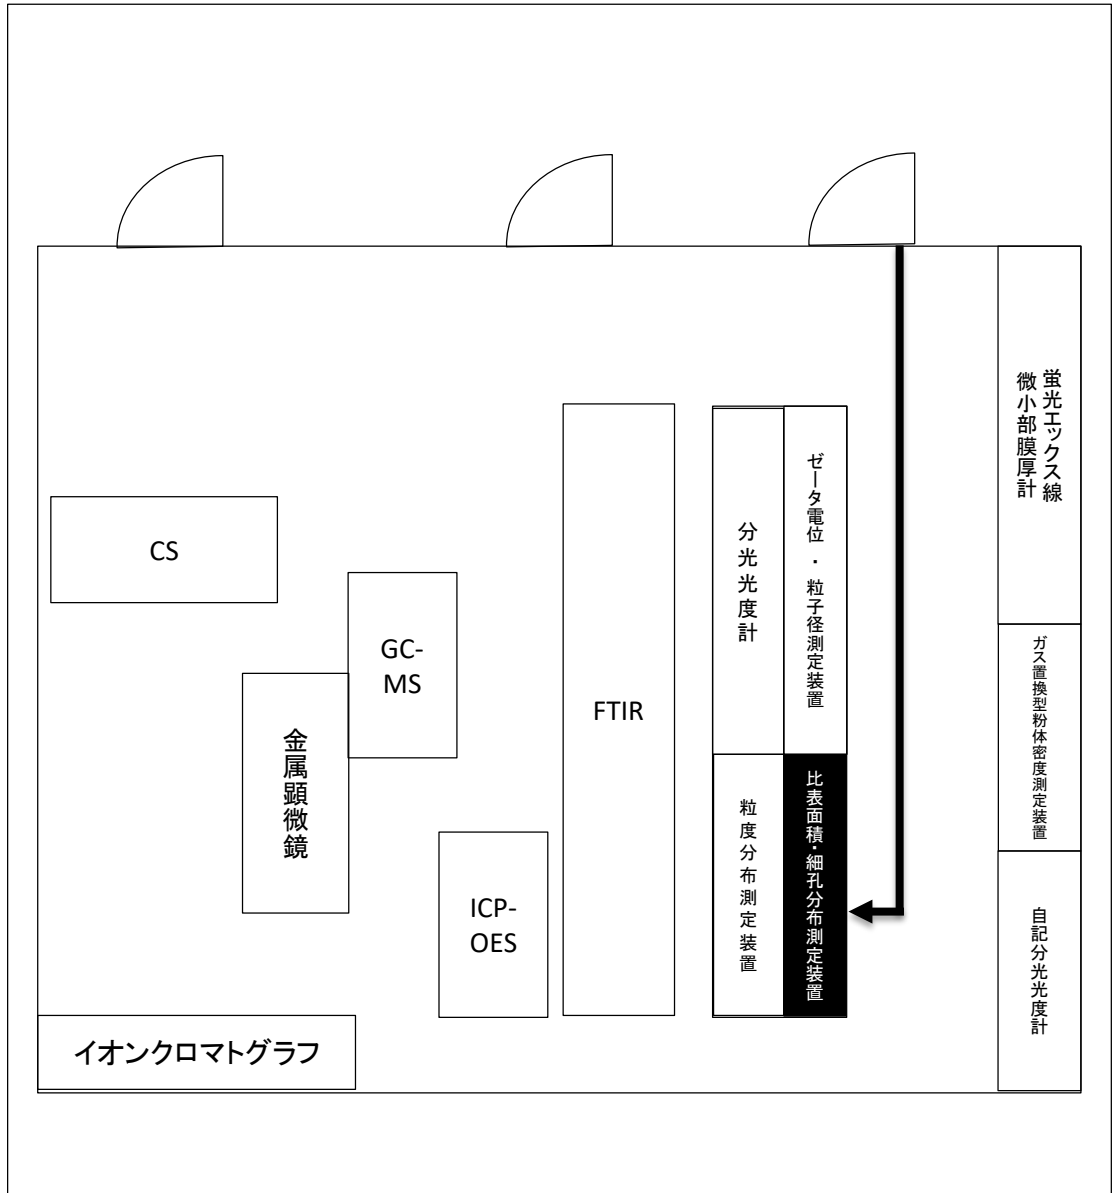 CS
GC-
MS
金属顕微鏡
ICP-
OES
イオンクロマトグラフ
FTIR
分光光度計
ゼータ電位・粒子径測定装置
粒度分布測定装置
比表面積・細孔分布測定装置
蛍光エックス線
微小部膜厚計
ガス置換型粉体密度測定装置
自記分光光度計